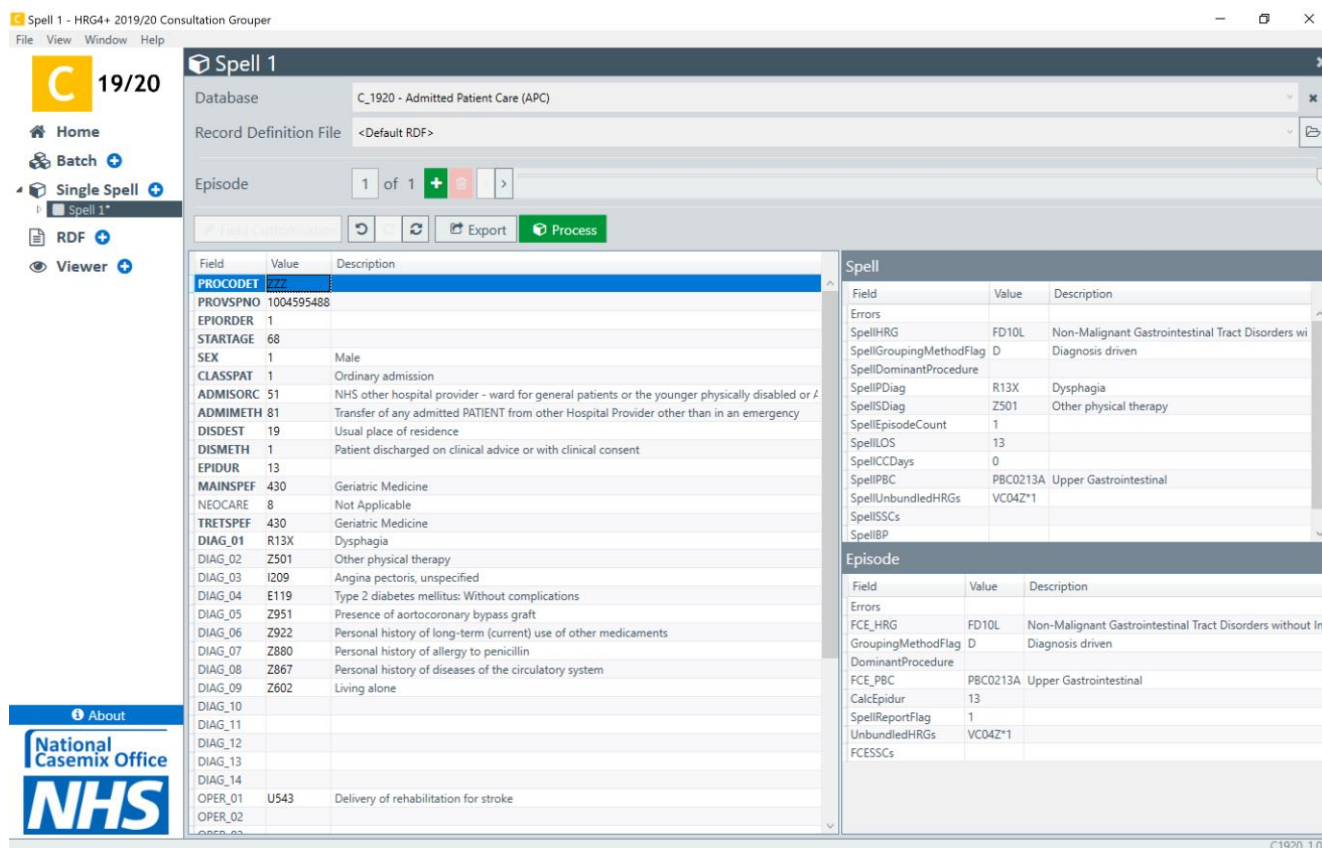 C Spell 1 - HRG4+ 2019/20 Consultation Grouper
File View Window Help
C 19/20
Home
Batch
Single Spell
Spell 1*
RDF
Viewer
About
National
Casemix Office
NHS
Spell 1
Database C_1920 - Admitted Patient Care (APC)
Record Definition File <Default RDF>
Episode 1 of 1
Export Process
Field Value Description
PROCODET ZZZ
PROVSPNO 1004595488
EPIORDER 1
STARTAGE 68
SEX 1 Male
CLASSPAT 1 Ordinary admission
ADMISORC 51 NHS other hospital provider - ward for general patients or the younger physically disabled or A
ADMIMETH 81 Transfer of any admitted PATIENT from other Hospital Provider other than in an emergency
DISDEST 19 Usual place of residence
DISMETH 1 Patient discharged on clinical advice or with clinical consent
EPIDUR 13
MAINSPEF 430 Geriatric Medicine
NEOCARE 8 Not Applicable
TRETSPEF 430 Geriatric Medicine
DIAG_01 R13X Dysphagia
DIAG_02 Z501 Other physical therapy
DIAG_03 I209 Angina pectoris, unspecified
DIAG_04 E119 Type 2 diabetes mellitus: Without complications
DIAG_05 Z951 Presence of aortocoronary bypass graft
DIAG_06 Z922 Personal history of long-term (current) use of other medicaments
DIAG_07 Z880 Personal history of allergy to penicillin
DIAG_08 Z867 Personal history of diseases of the circulatory system
DIAG_09 Z602 Living alone
DIAG_10
DIAG_11
DIAG_12
DIAG_13
DIAG_14
OPER_01 U543 Delivery of rehabilitation for stroke
OPER_02
Spell
Field Value Description
Errors
SpellHRG FD10L Non-Malignant Gastrointestinal Tract Disorders wi
SpellGroupingMethodFlag D Diagnosis driven
SpellDominantProcedure
SpellPDiag R13X Dysphagia
SpellSDiag Z501 Other physical therapy
SpellEpisodeCount 1
SpellLOS 13
SpellCCDays 0
SpellPBC PBC0213A Upper Gastrointestinal
SpellUnbundledHRGs VC04Z*1
SpellSSCs
SpellBP
Episode
Field Value Description
Errors
FCE_HRG FD10L Non-Malignant Gastrointestinal Tract Disorders without In
GroupingMethodFlag D Diagnosis driven
DominantProcedure
FCE_PBC PBC0213A Upper Gastrointestinal
CalcEpidur 13
SpellReportFlag 1
UnbundledHRGs VC04Z*1
FCESSCs